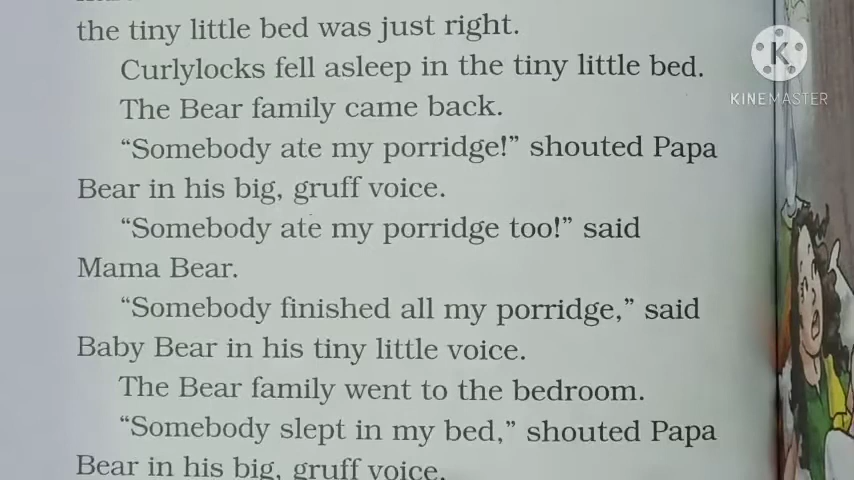 the tiny little bed was just right.
Curlylocks fell asleep in the tiny little bed.
The Bear family came back.
“Somebody ate my porridge!” shouted Papa
Bear in his big, gruff voice.
“Somebody ate my porridge too!” said
Mama Bear.
“Somebody finished all my porridge,” said
Baby Bear in his tiny little voice.
The Bear family went to the bedroom.
“Somebody slept in my bed,” shouted Papa
Bear in his big, gruff voice.
K
KINEMASTER